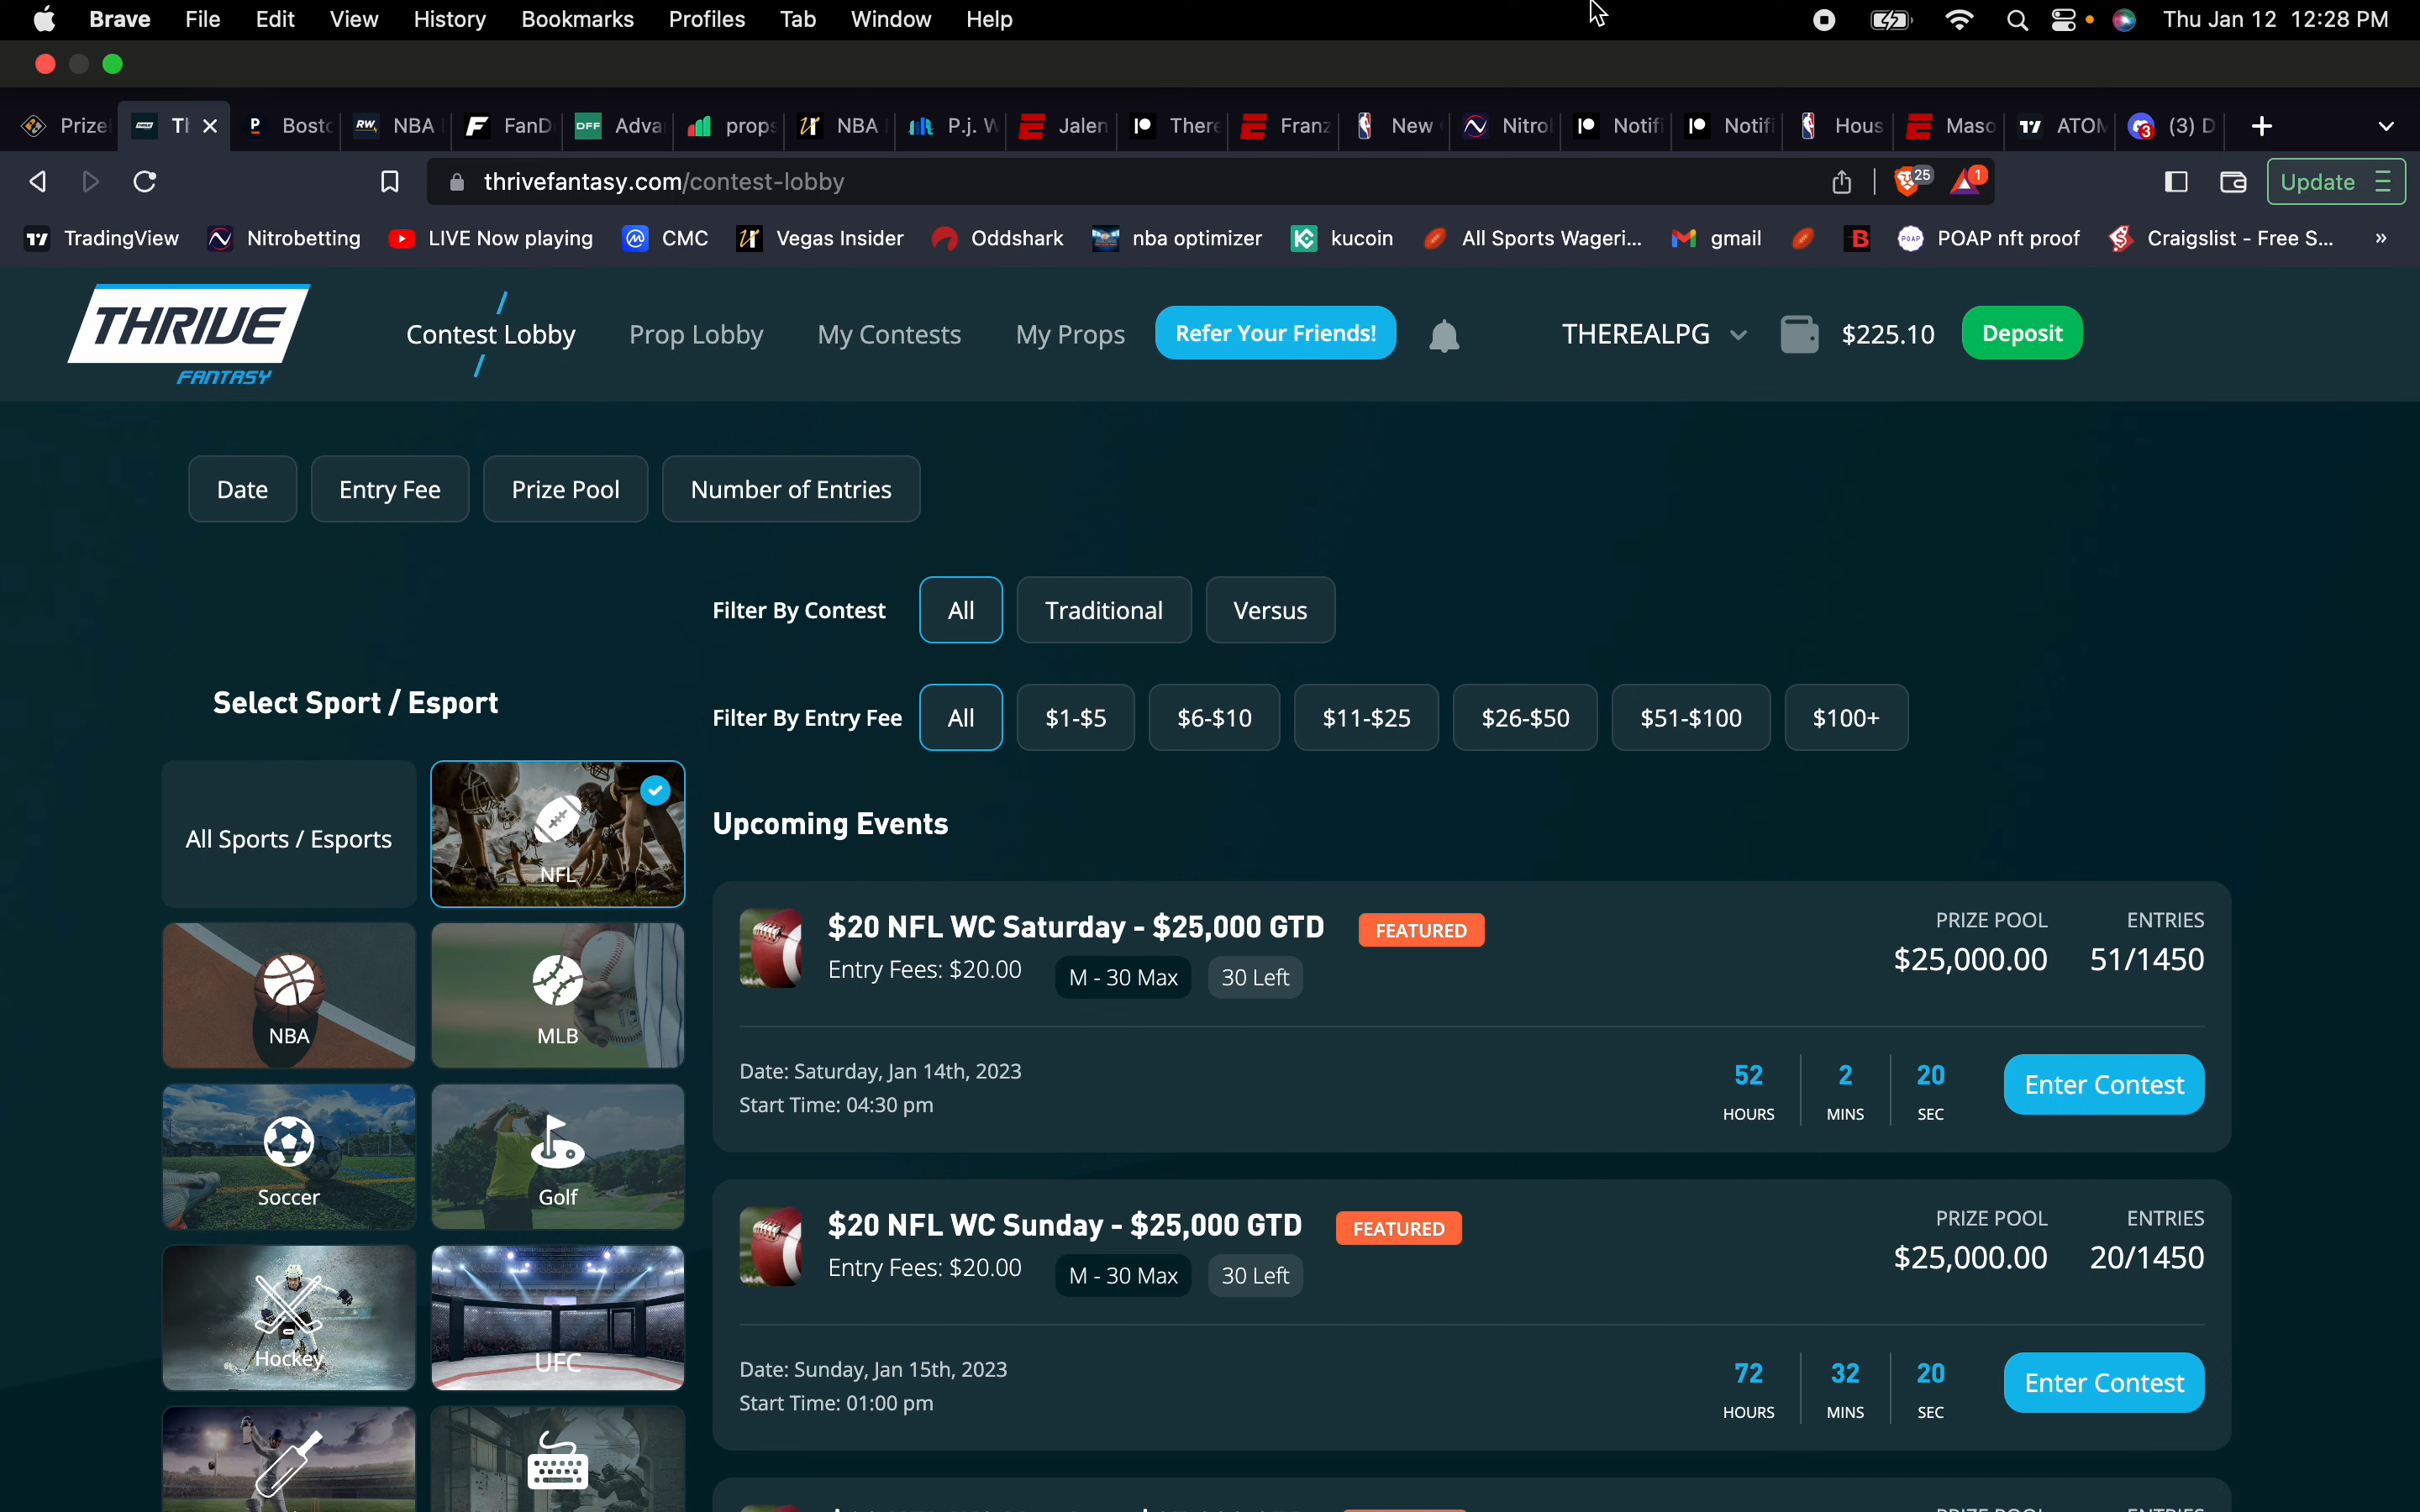 Brave File Edit View History Bookmarks Profiles Tab Window Help Thu Jan 12 12:28 PM
Prize Th Bosto NBA FanD Adva props NBA P.j. W Jalen There Franz New Nitro Notifi Notifi Hous Maso ATOM (3) D
thrivefantasy.com/contest-lobby 25 1 Update
TradingView Nitrobetting LIVE Now playing CMC Vegas Insider Oddshark nba optimizer kucoin All Sports Wageri... gmail POAP nft proof Craigslist - Free S... »
THRIVE
FANTASY
Contest Lobby Prop Lobby My Contests My Props Refer Your Friends! THEREALPG $225.10 Deposit
Date Entry Fee Prize Pool Number of Entries
Filter By Contest All Traditional Versus
Select Sport / Esport
Filter By Entry Fee All $1-$5 $6-$10 $11-$25 $26-$50 $51-$100 $100+
All Sports / Esports
NFL
NBA
MLB
Soccer
Golf
Hockey
UFC
Upcoming Events
$20 NFL WC Saturday - $25,000 GTD FEATURED
Entry Fees: $20.00 M - 30 Max 30 Left
PRIZE POOL ENTRIES
$25,000.00 51/1450
Date: Saturday, Jan 14th, 2023
Start Time: 04:30 pm
52 2 20
HOURS MINS SEC
Enter Contest
$20 NFL WC Sunday - $25,000 GTD FEATURED
Entry Fees: $20.00 M - 30 Max 30 Left
PRIZE POOL ENTRIES
$25,000.00 20/1450
Date: Sunday, Jan 15th, 2023
Start Time: 01:00 pm
72 32 20
HOURS MINS SEC
Enter Contest